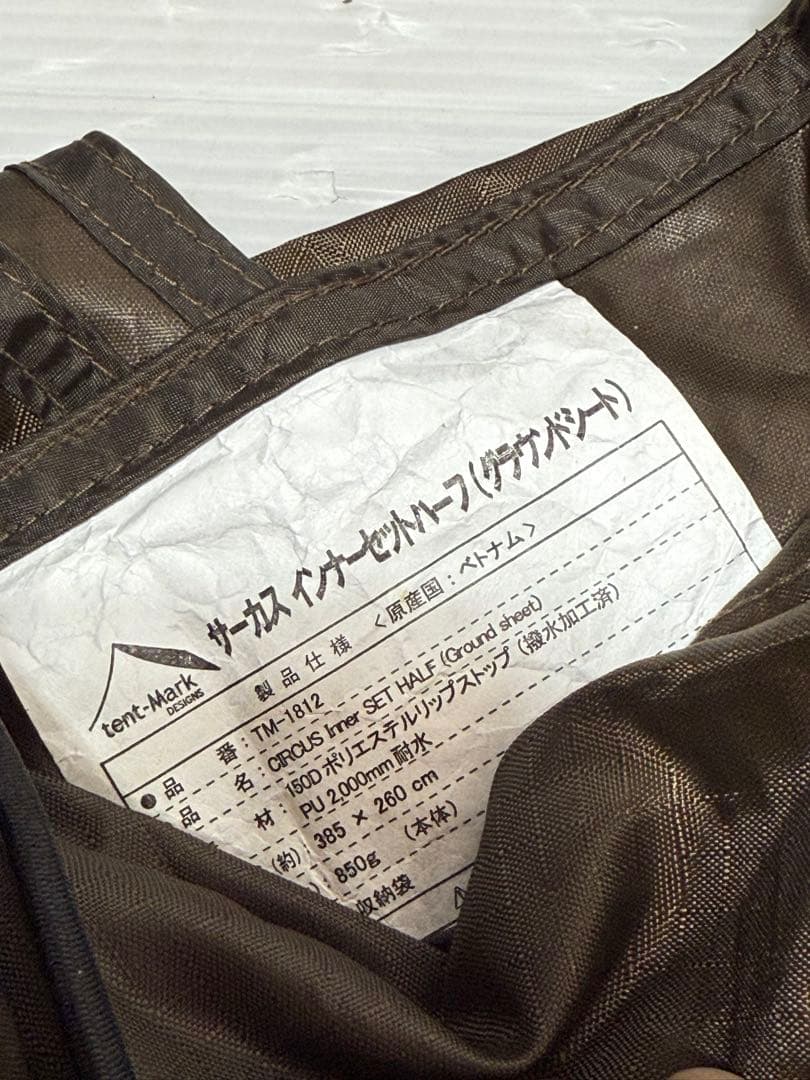 サーカス インナーセットハーフ(グラウンドシート)
tent-Mark
DESIGNS
製品仕様 <原産国:ベトナム>
●品 番:TM-1812
品 名:CIRCUS Inner SET HALF (Ground sheet)
材 150Dポリエステルリップストップ(撥水加工済)
PU 2,000mm耐水
(約) 385 × 260 cm
) 850g (本体)
収納袋